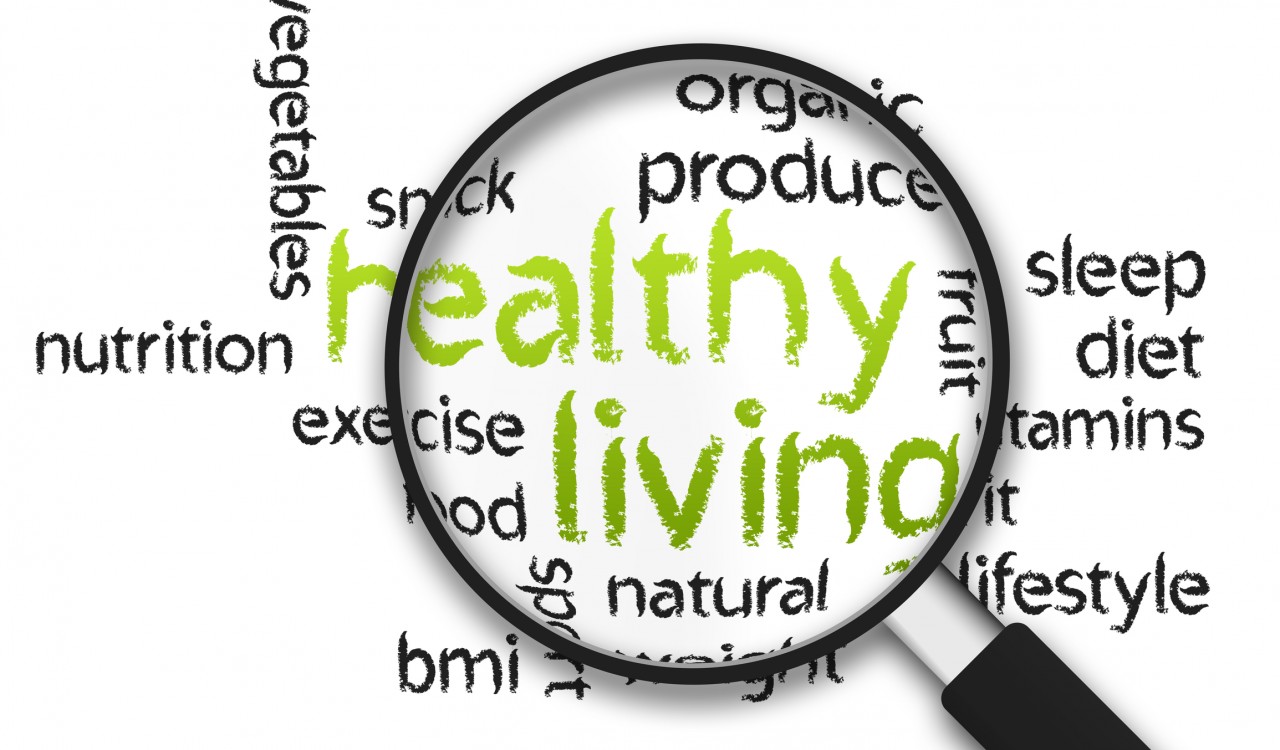 vegetables
organic
snack
produce
healthy
sleep
fruit
nutrition
diet
exercise
living
vitamins
food
fit
sport
natural
lifestyle
bmi
weight